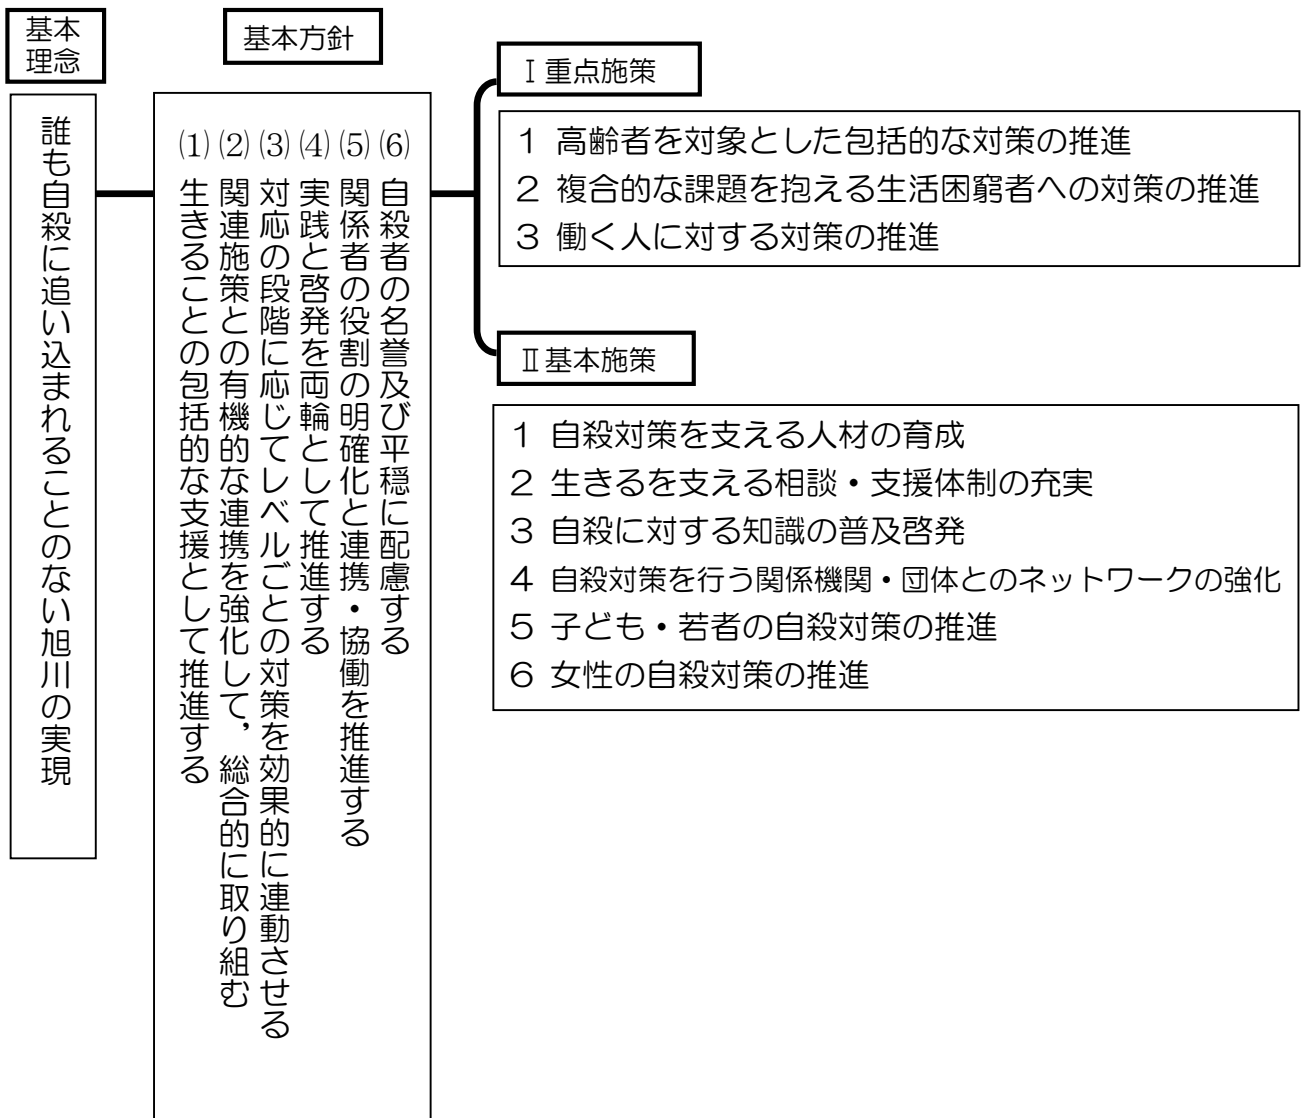 基本
理念
誰も自殺に追い込まれることのない旭川の実現
基本方針
(1) 生きることの包括的な支援として推進する
(2) 関連施策との有機的な連携を強化して，総合的に取り組む
(3) 対応の段階に応じてレベルごとの対策を効果的に連動させる
(4) 実践と啓発を両輪として推進する
(5) 関係者の役割の明確化と連携・協働を推進する
(6) 自殺者の名誉及び平穏に配慮する
Ⅰ重点施策
1 高齢者を対象とした包括的な対策の推進
2 複合的な課題を抱える生活困窮者への対策の推進
3 働く人に対する対策の推進
Ⅱ基本施策
1 自殺対策を支える人材の育成
2 生きるを支える相談・支援体制の充実
3 自殺に対する知識の普及啓発
4 自殺対策を行う関係機関・団体とのネットワークの強化
5 子ども・若者の自殺対策の推進
6 女性の自殺対策の推進